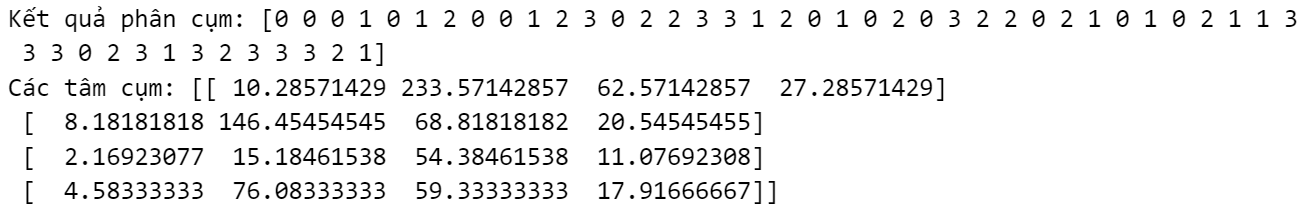 Kết quả phân cụm: [0 0 0 1 0 1 2 0 0 1 2 3 0 2 2 3 3 1 2 0 1 0 2 0 3 2 2 0 2 1 0 1 0 2 1 1 3
3 3 0 2 3 1 3 2 3 3 3 2 1]
Các tâm cụm: [[ 10.28571429 233.57142857  62.57142857  27.28571429]
[  8.18181818 146.45454545  68.81818182  20.54545455]
[  2.16923077  15.18461538  54.38461538  11.07692308]
[  4.58333333  76.08333333  59.33333333  17.91666667]]